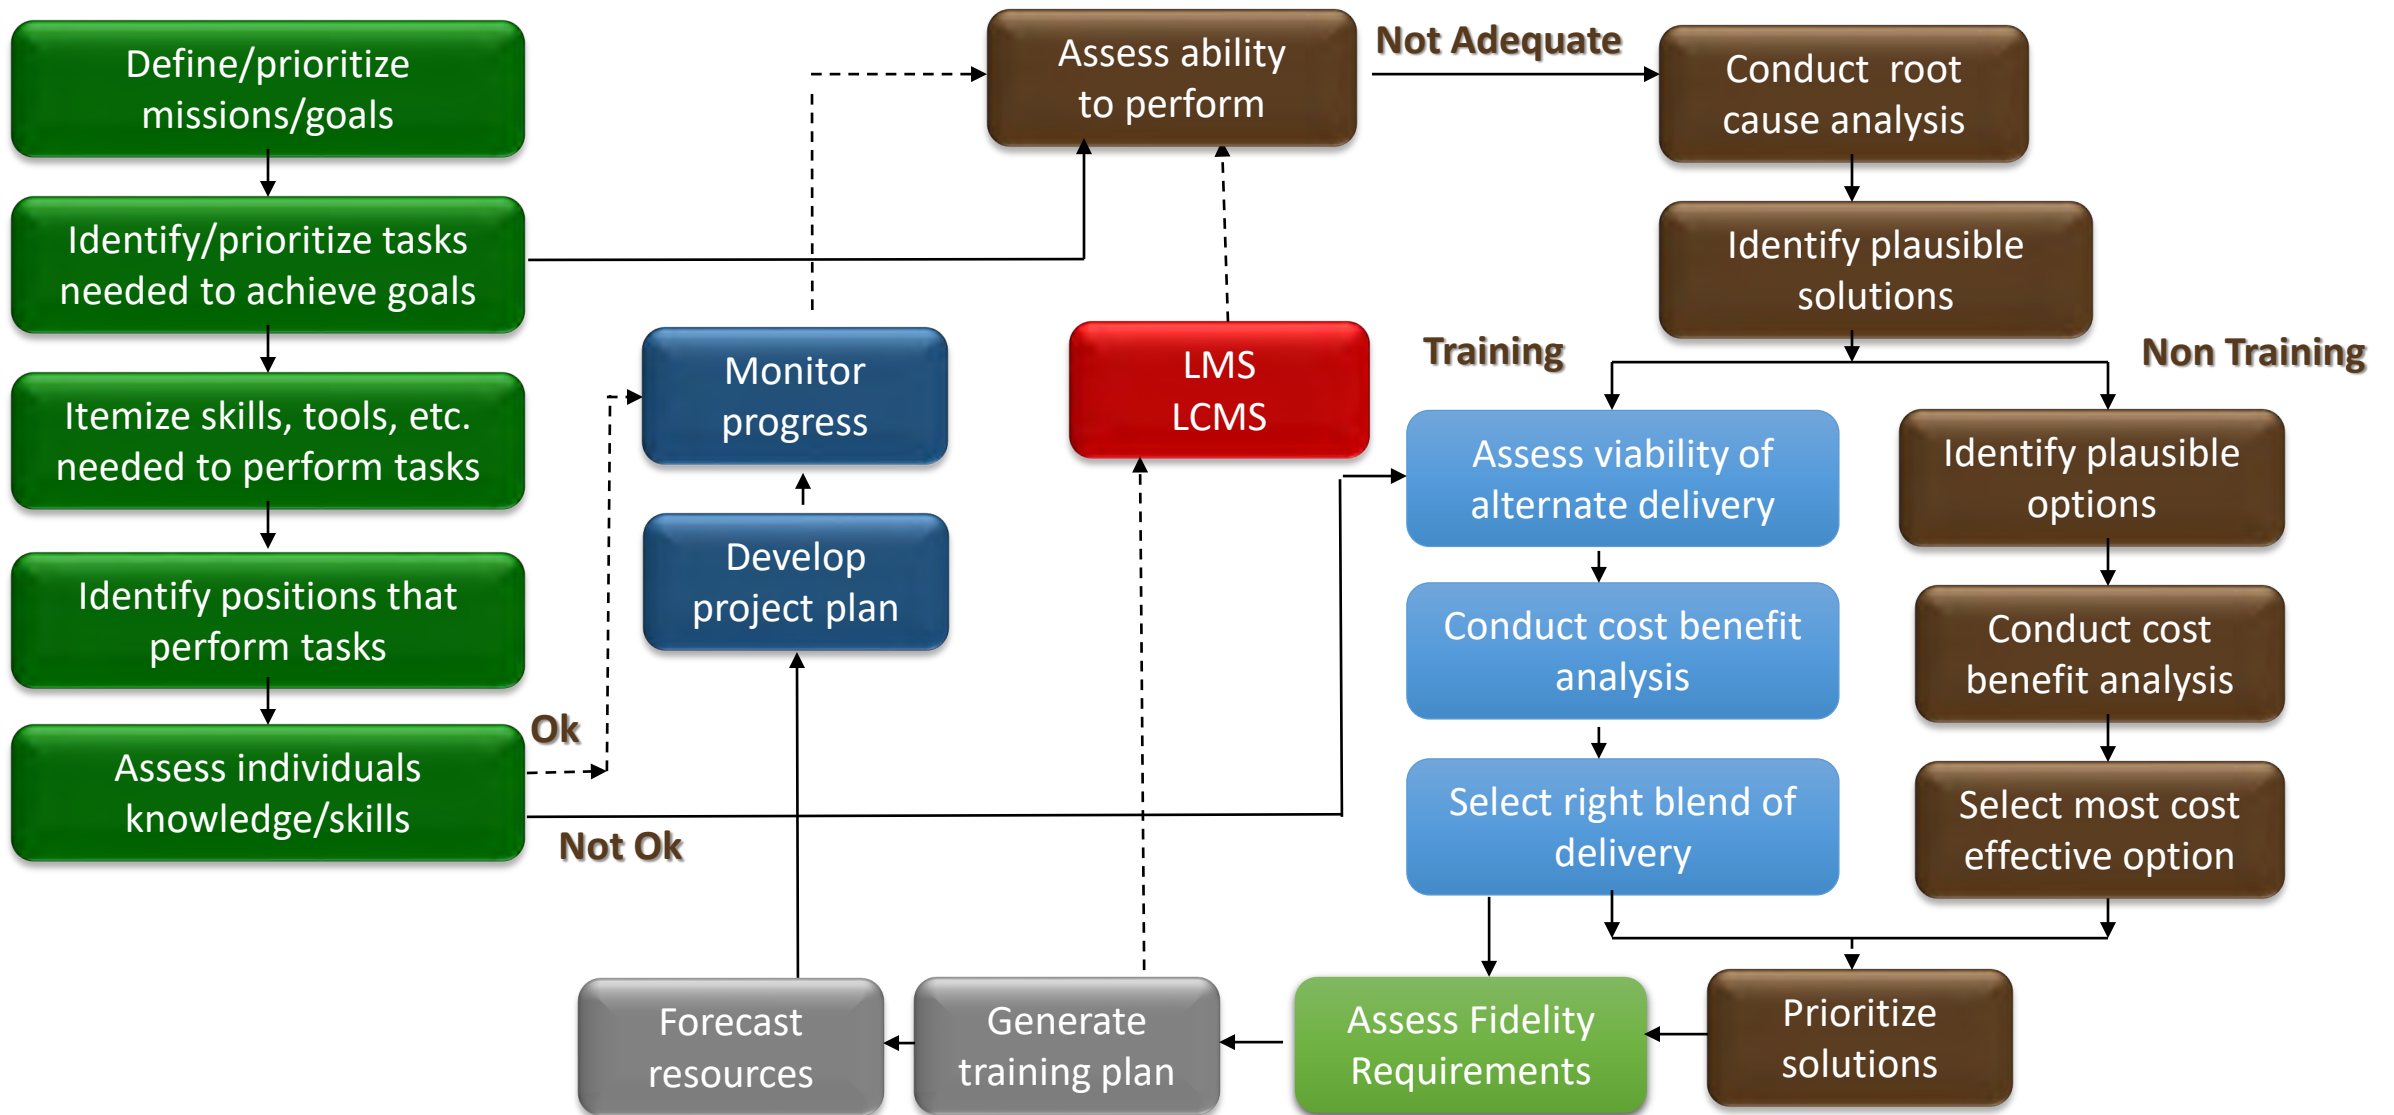 Define/prioritize
missions/goals
Identify/prioritize tasks
needed to achieve goals
Itemize skills, tools, etc.
needed to perform tasks
Identify positions that
perform tasks
Assess individuals
knowledge/skills
Ok
Not Ok
Monitor
progress
Develop
project plan
Assess ability
to perform
Not Adequate
LMS
LCMS
Conduct root
cause analysis
Identify plausible
solutions
Training
Non Training
Assess viability of
alternate delivery
Conduct cost benefit
analysis
Select right blend of
delivery
Identify plausible
options
Conduct cost
benefit analysis
Select most cost
effective option
Forecast
resources
Generate
training plan
Assess Fidelity
Requirements
Prioritize
solutions